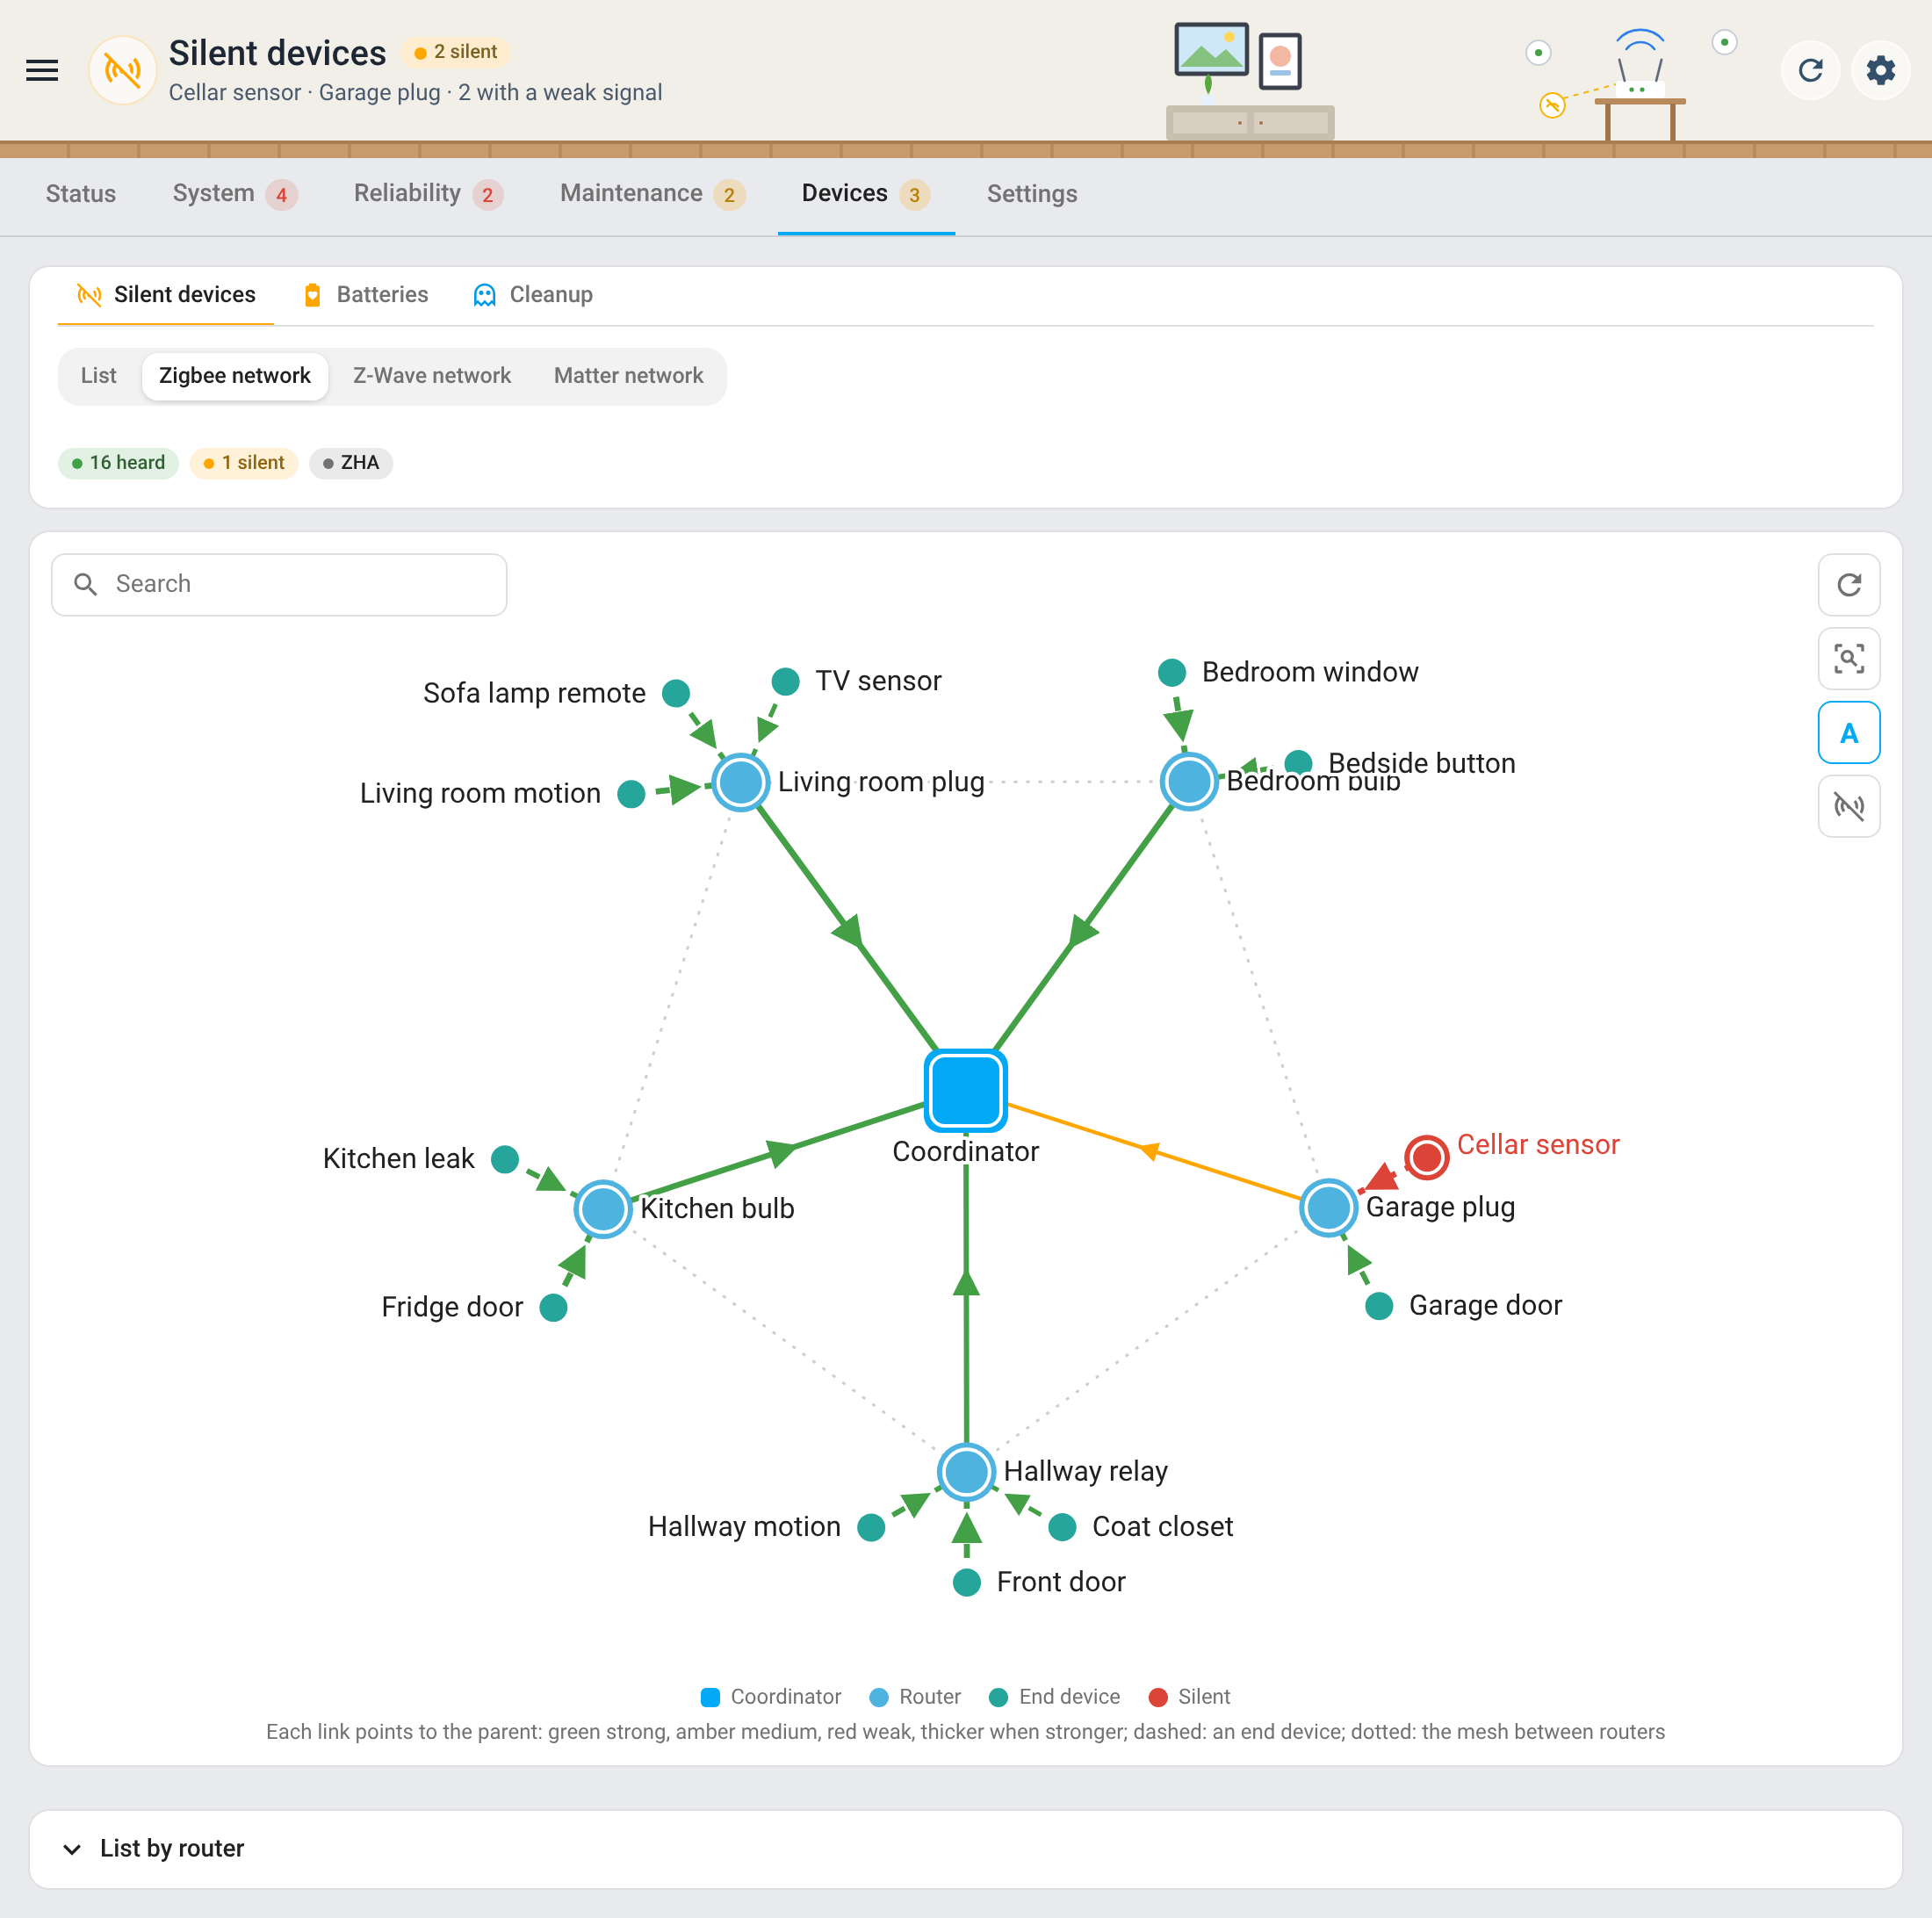 Silent devices
2 silent
Cellar sensor · Garage plug · 2 with a weak signal
Status
System 4
Reliability 2
Maintenance 2
Devices 3
Settings
Silent devices
Batteries
Cleanup
List
Zigbee network
Z-Wave network
Matter network
16 heard
1 silent
ZHA
Search
A
Sofa lamp remote
TV sensor
Bedroom window
Living room motion
Living room plug
Bedside button
Bedroom bulb
Kitchen leak
Coordinator
Cellar sensor
Kitchen bulb
Garage plug
Fridge door
Garage door
Hallway relay
Hallway motion
Coat closet
Front door
Coordinator
Router
End device
Silent
Each link points to the parent: green strong, amber medium, red weak, thicker when stronger; dashed: an end device; dotted: the mesh between routers
List by router